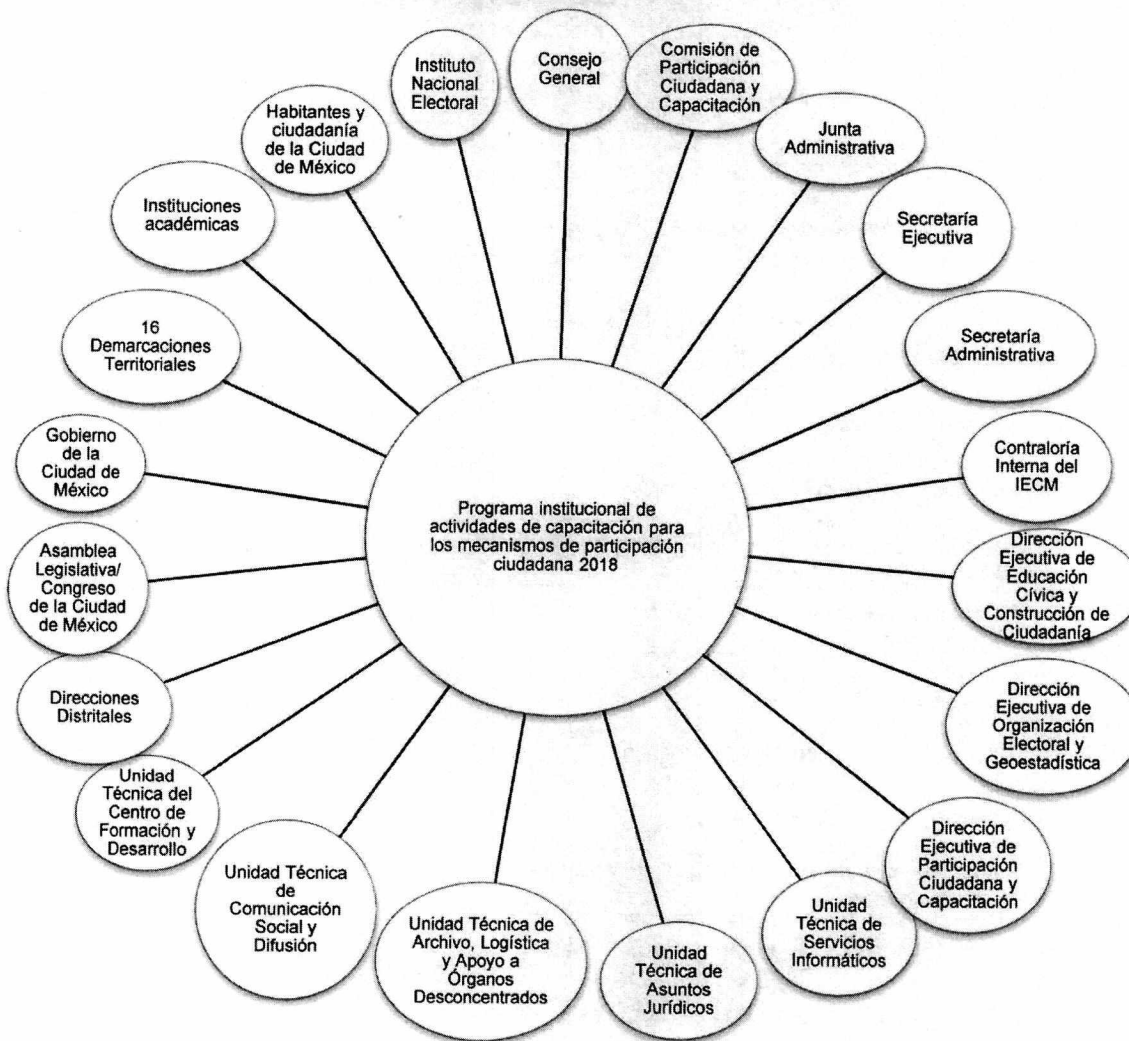 Consejo
General
Comisión de
Participación
Ciudadana y
Capacitación
Junta
Administrativa
Secretaría
Ejecutiva
Secretaría
Administrativa
Contraloría
Interna del
IECM
Dirección
Ejecutiva de
Educación
Cívica y
Construcción de
Ciudadanía
Dirección
Ejecutiva de
Organización
Electoral y
Geoestadística
Dirección
Ejecutiva de
Participación
Ciudadana y
Capacitación
Unidad
Técnica de
Servicios
Informáticos
Unidad
Técnica de
Asuntos
Jurídicos
Unidad Técnica de
Archivo, Logística
y Apoyo a
Órganos
Desconcentrados
Unidad Técnica
de
Comunicación
Social y
Difusión
Unidad
Técnica del
Centro de
Formación y
Desarrollo
Direcciones
Distritales
Asamblea
Legislativa/
Congreso
de la Ciudad
de México
Gobierno
de la
Ciudad de
México
16
Demarcaciones
Territoriales
Instituciones
académicas
Habitantes y
ciudadanía
de la Ciudad
de México
Instituto
Nacional
Electoral
Programa institucional de
actividades de capacitación para
los mecanismos de participación
ciudadana 2018